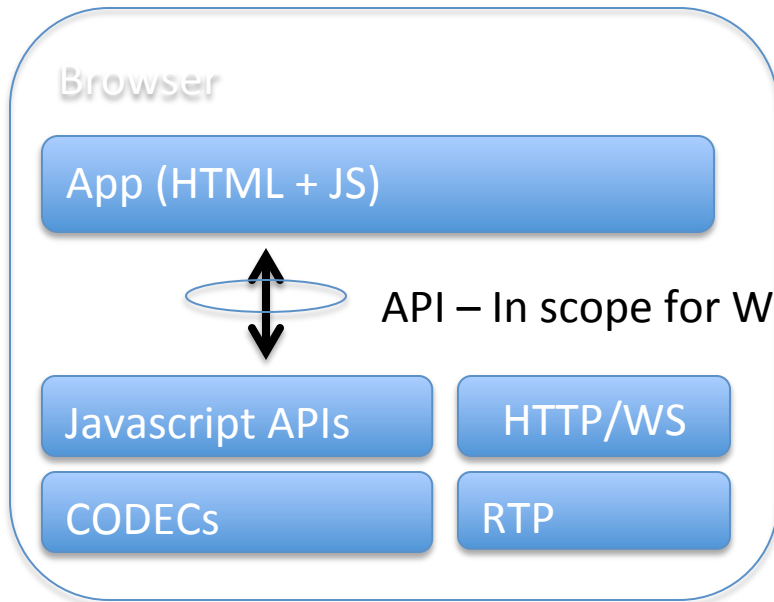 Browser
App (HTML + JS)
API – In scope for W
Javascript APIs
HTTP/WS
CODECs
RTP